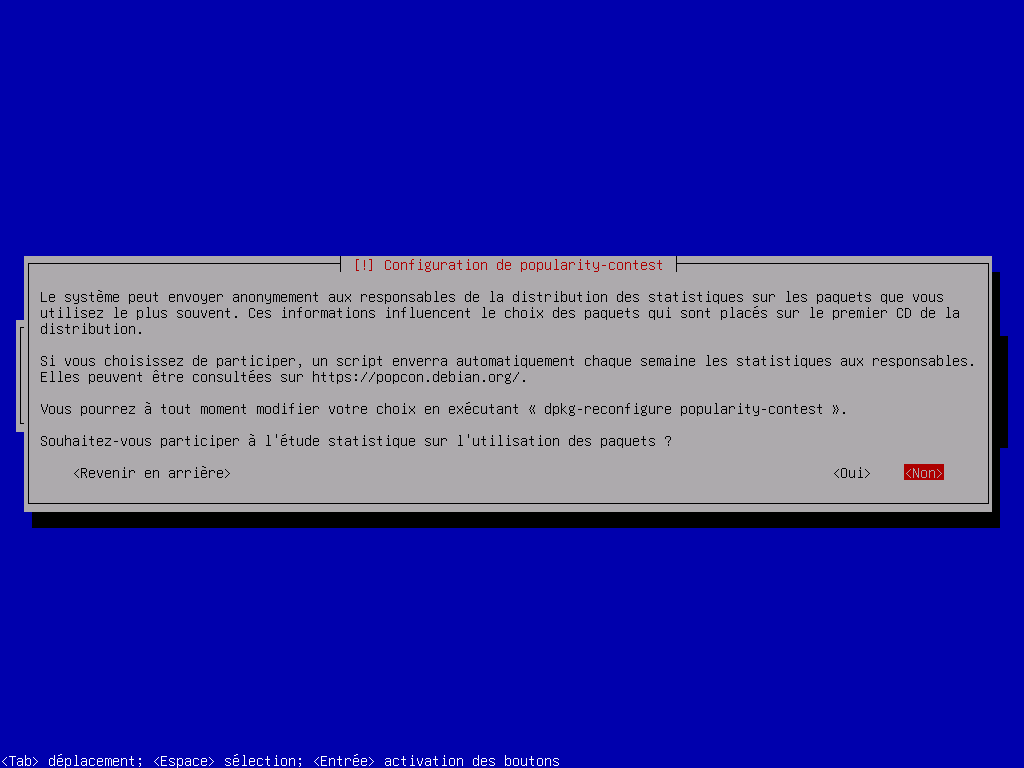 [!] Configuration de popularity-contest
Le système peut envoyer anonymement aux responsables de la distribution des statistiques sur les paquets que vous
utilisez le plus souvent. Ces informations influencent le choix des paquets qui sont placés sur le premier CD de la
distribution.
Si vous choisissez de participer, un script enverra automatiquement chaque semaine les statistiques aux responsables.
Elles peuvent être consultées sur https://popcon.debian.org/.
Vous pourrez à tout moment modifier votre choix en exécutant « dpkg-reconfigure popularity-contest ».
Souhaitez-vous participer à l'étude statistique sur l'utilisation des paquets ?
<Revenir en arrière> <Oui> <Non>
<Tab> déplacement; <Espace> sélection; <Entrée> activation des boutons